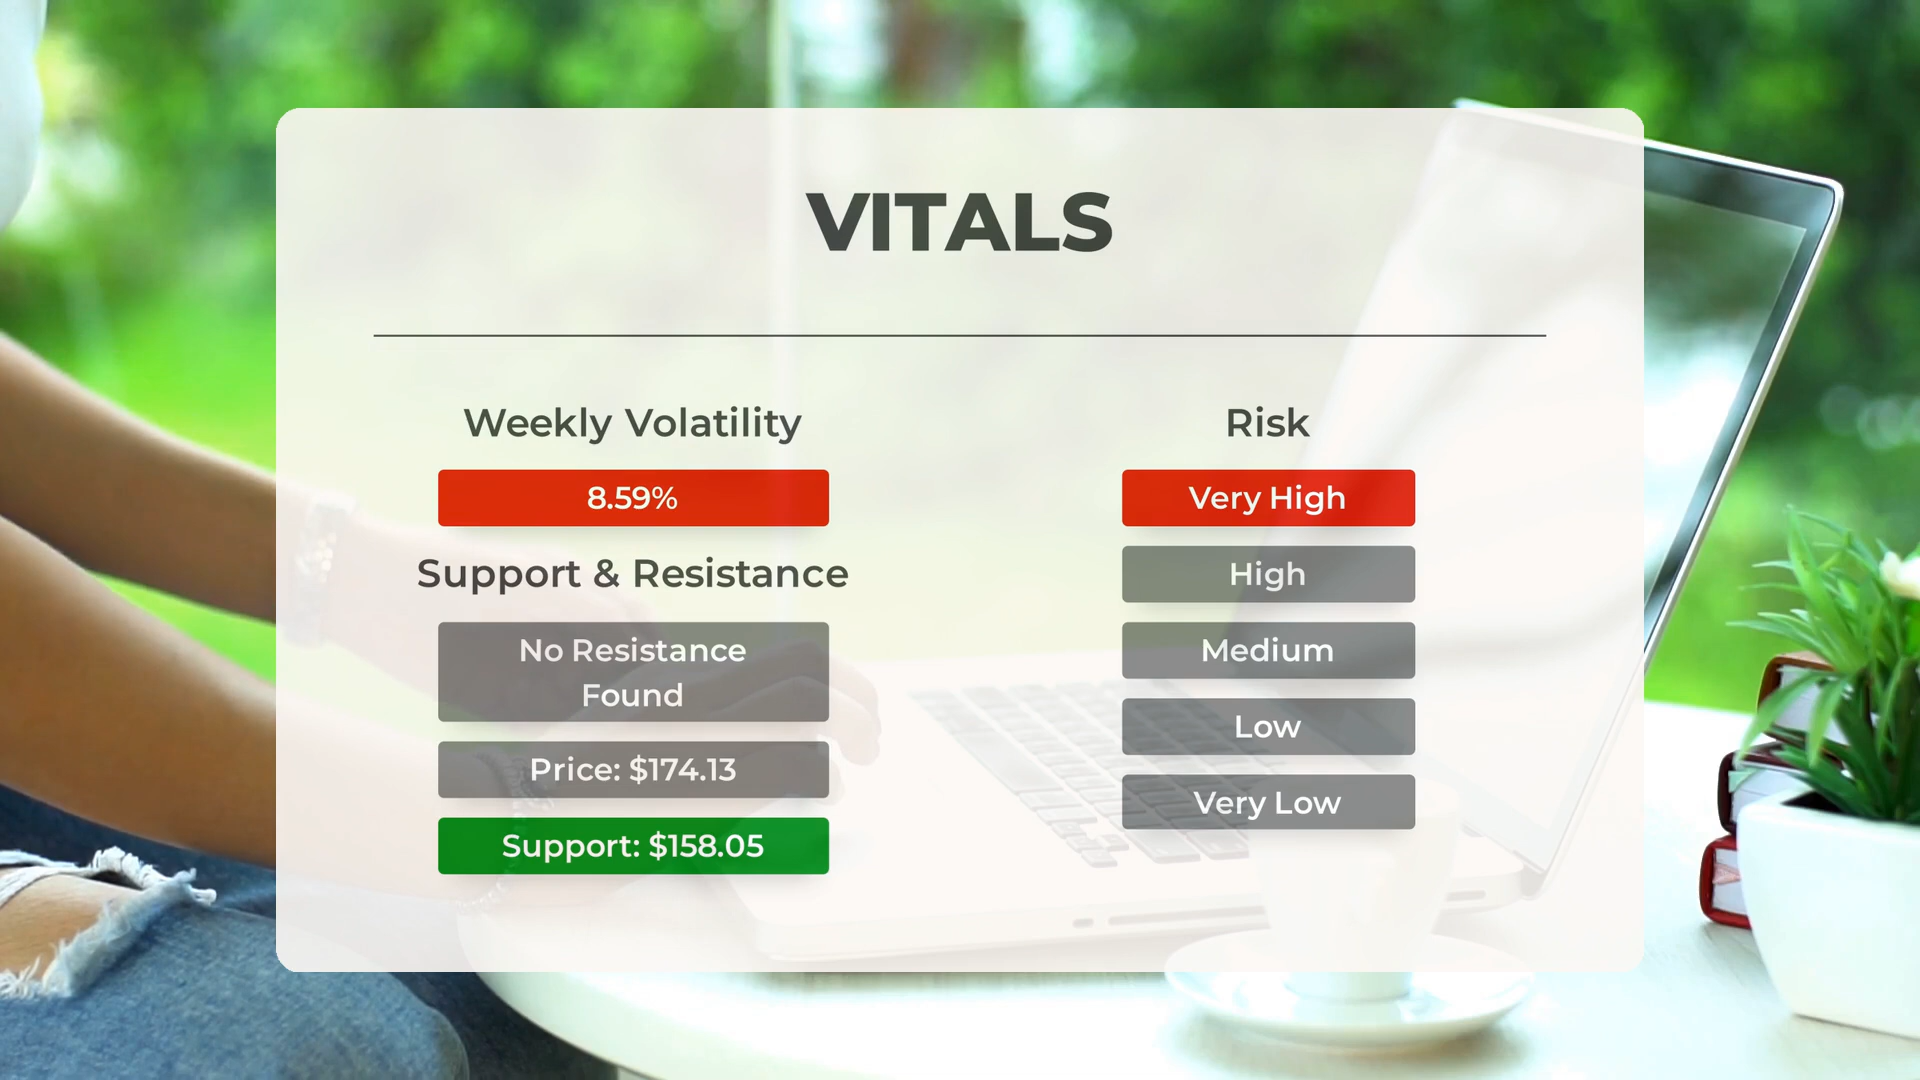 VITALS
Weekly Volatility
8.59%
Support & Resistance
No Resistance
Found
Price: $174.13
Support: $158.05
Risk
Very High
High
Medium
Low
Very Low